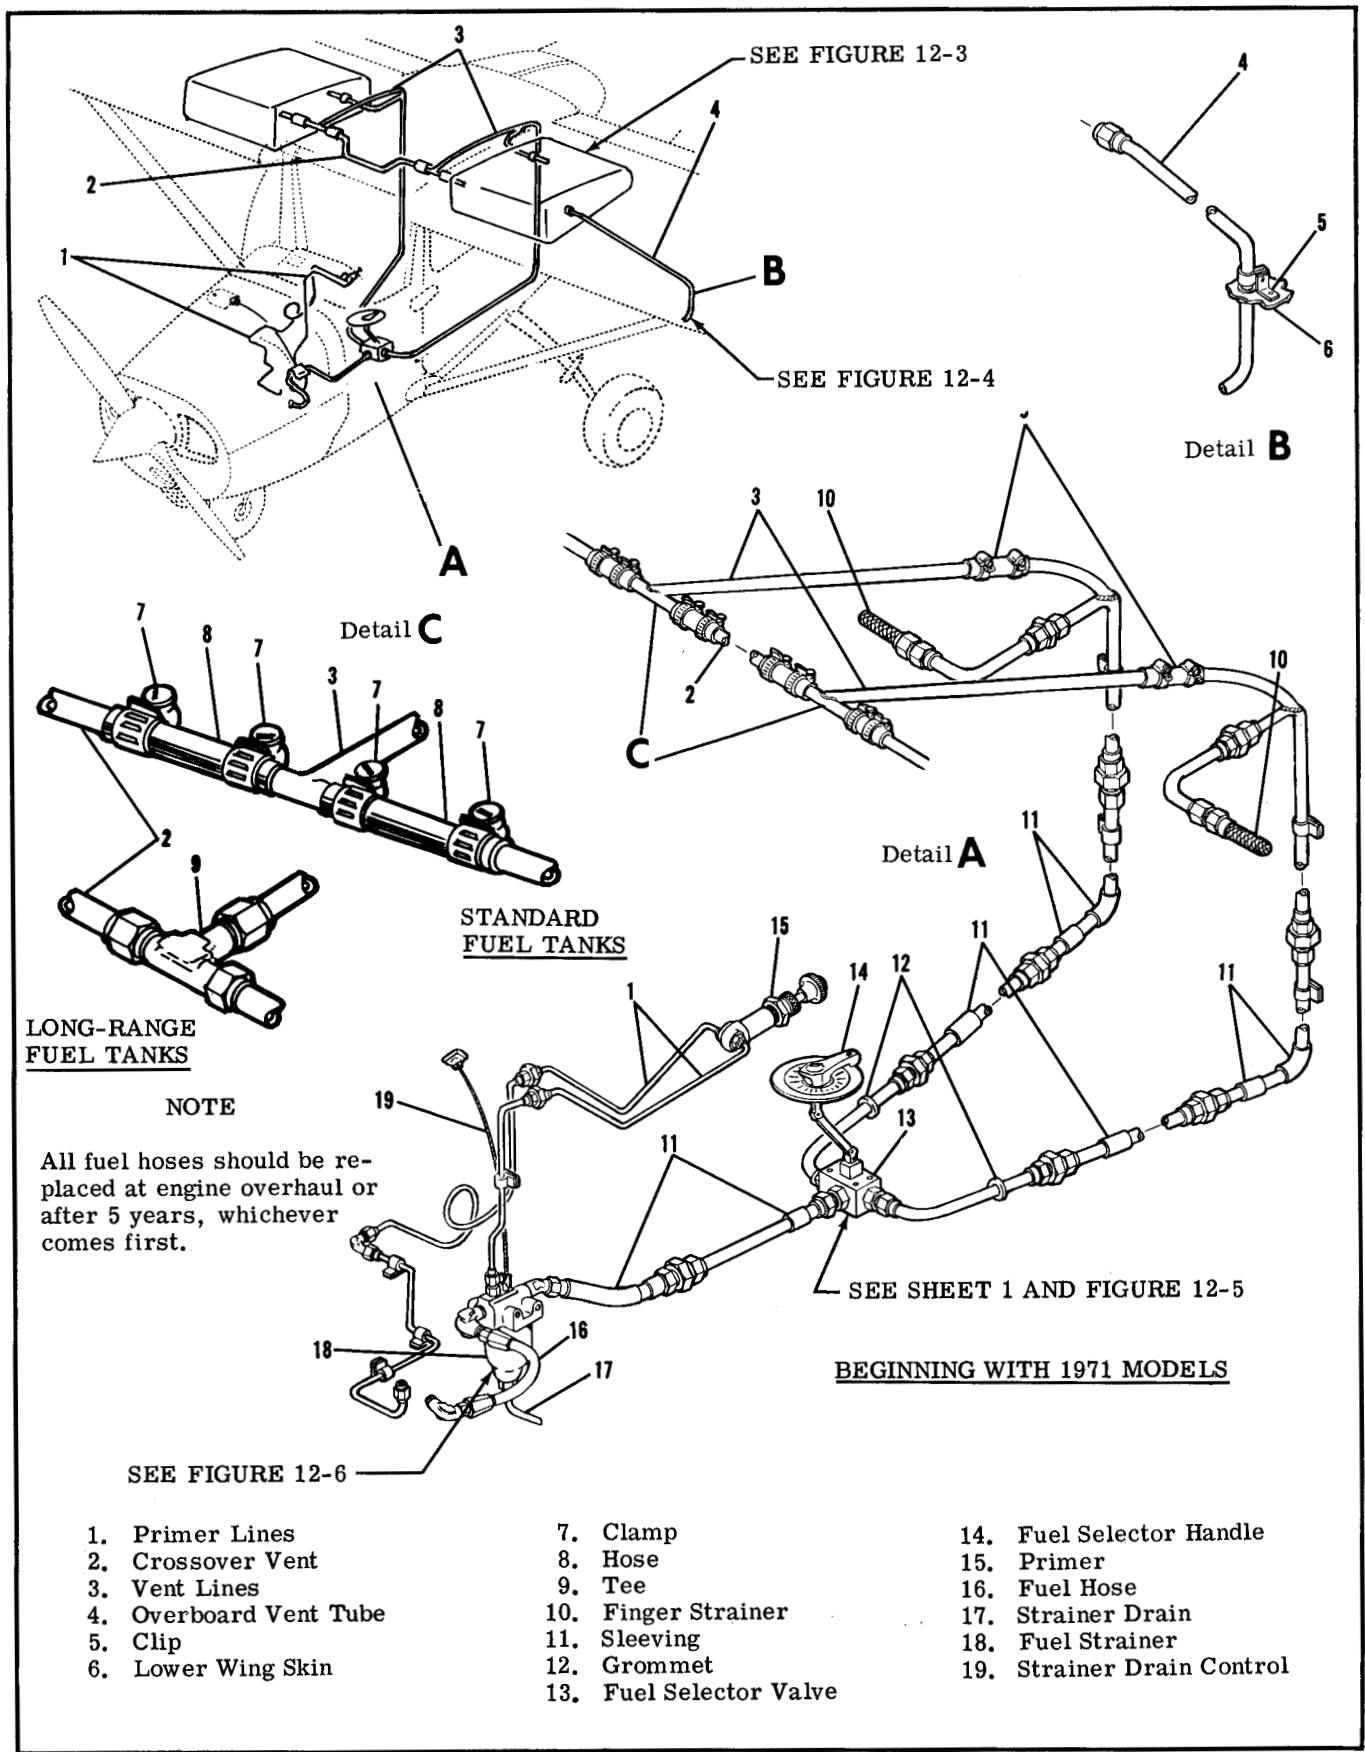 3
SEE FIGURE 12-3
4
2
1
B
SEE FIGURE 12-4
A
4
5
6
Detail B
3
10
2
C
10
11
Detail A
Detail C
7
8
7
3
7
8
7
2
9
STANDARD
FUEL TANKS
LONG-RANGE
FUEL TANKS
NOTE
All fuel hoses should be re-
placed at engine overhaul or
after 5 years, whichever
comes first.
15
14
12
11
11
1
19
13
11
SEE SHEET 1 AND FIGURE 12-5
16
18
17
BEGINNING WITH 1971 MODELS
SEE FIGURE 12-6
1. Primer Lines
2. Crossover Vent
3. Vent Lines
4. Overboard Vent Tube
5. Clip
6. Lower Wing Skin
7. Clamp
8. Hose
9. Tee
10. Finger Strainer
11. Sleeving
12. Grommet
13. Fuel Selector Valve
14. Fuel Selector Handle
15. Primer
16. Fuel Hose
17. Strainer Drain
18. Fuel Strainer
19. Strainer Drain Control